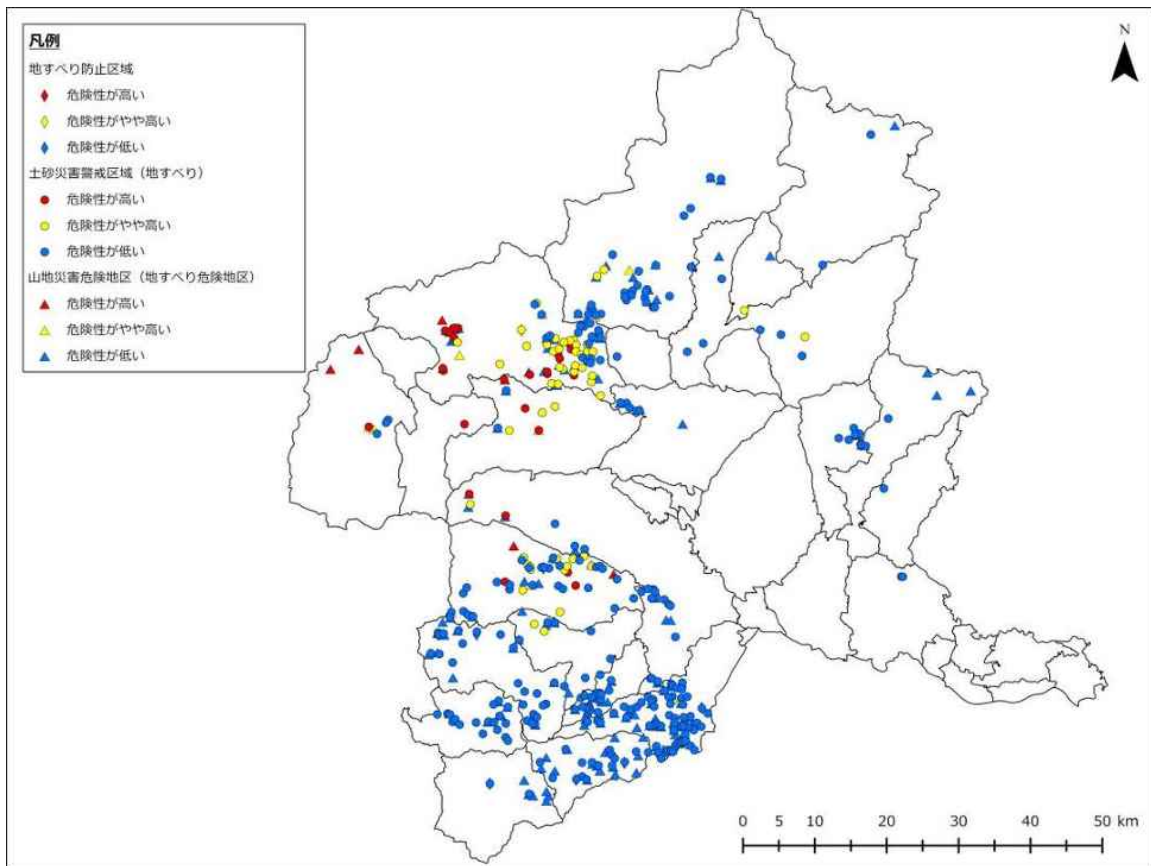 凡例
地すべり防止区域
危険性が高い
危険性がやや高い
危険性が低い
土砂災害警戒区域（地すべり）
危険性が高い
危険性がやや高い
危険性が低い
山地災害危険地区（地すべり危険地区）
危険性が高い
危険性がやや高い
危険性が低い
N
0 5 10 20 30 40 50 km